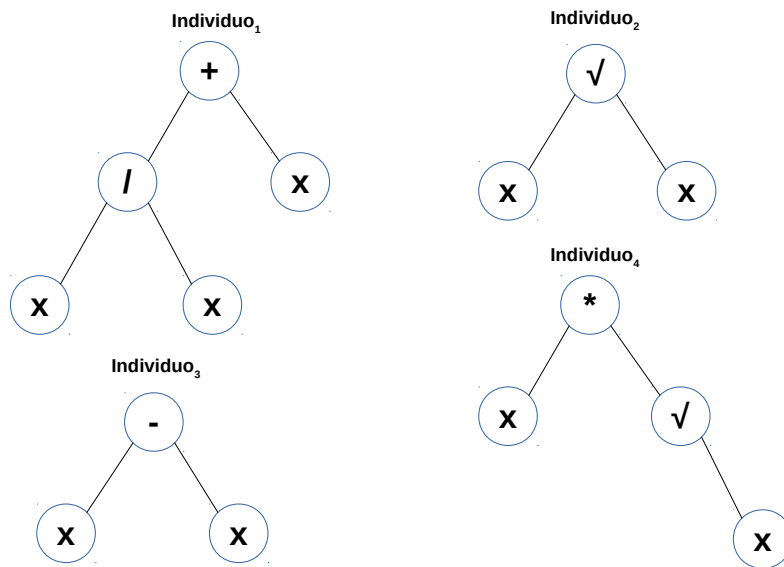 Individuo1
+
/
x
x
x
Individuo2
√
x
x
Individuo3
-
x
x
Individuo4
*
x
√
x